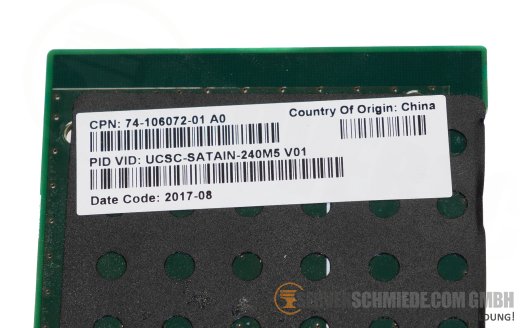 CPN: 74-106072-01 A0
Country Of Origin: China
PID VID: UCSC-SATAIN-240M5 V01
Date Code: 2017-08
SERVERSCHMIEDE.COM GMBH
DUNG!